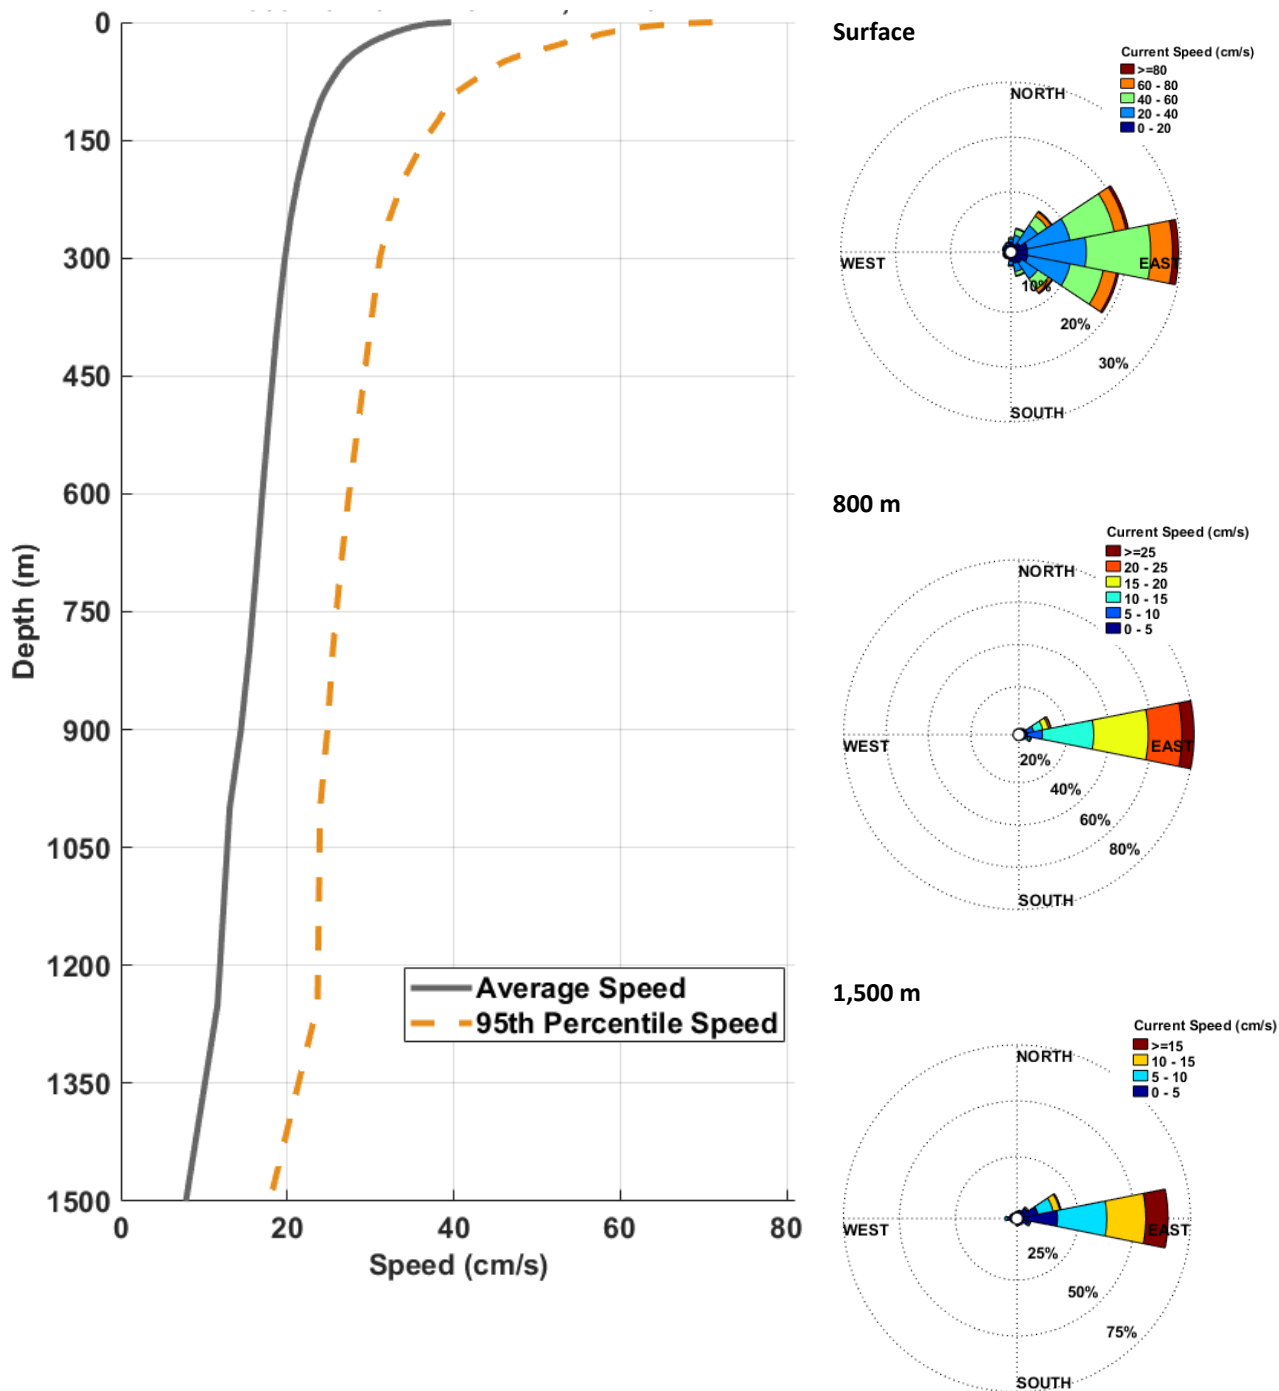 0
150
300
450
600
750
900
1050
1200
1350
1500
Depth (m)
0
20
40
60
80
Speed (cm/s)
Average Speed
95th Percentile Speed
Surface
Current Speed (cm/s)
>=80
60 - 80
40 - 60
20 - 40
0 - 20
NORTH
WEST
EAST
10%
20%
30%
SOUTH
800 m
Current Speed (cm/s)
>=25
20 - 25
15 - 20
10 - 15
5 - 10
0 - 5
NORTH
WEST
EAST
20%
40%
60%
80%
SOUTH
1,500 m
Current Speed (cm/s)
>=15
10 - 15
5 - 10
0 - 5
NORTH
WEST
EAST
25%
50%
75%
SOUTH